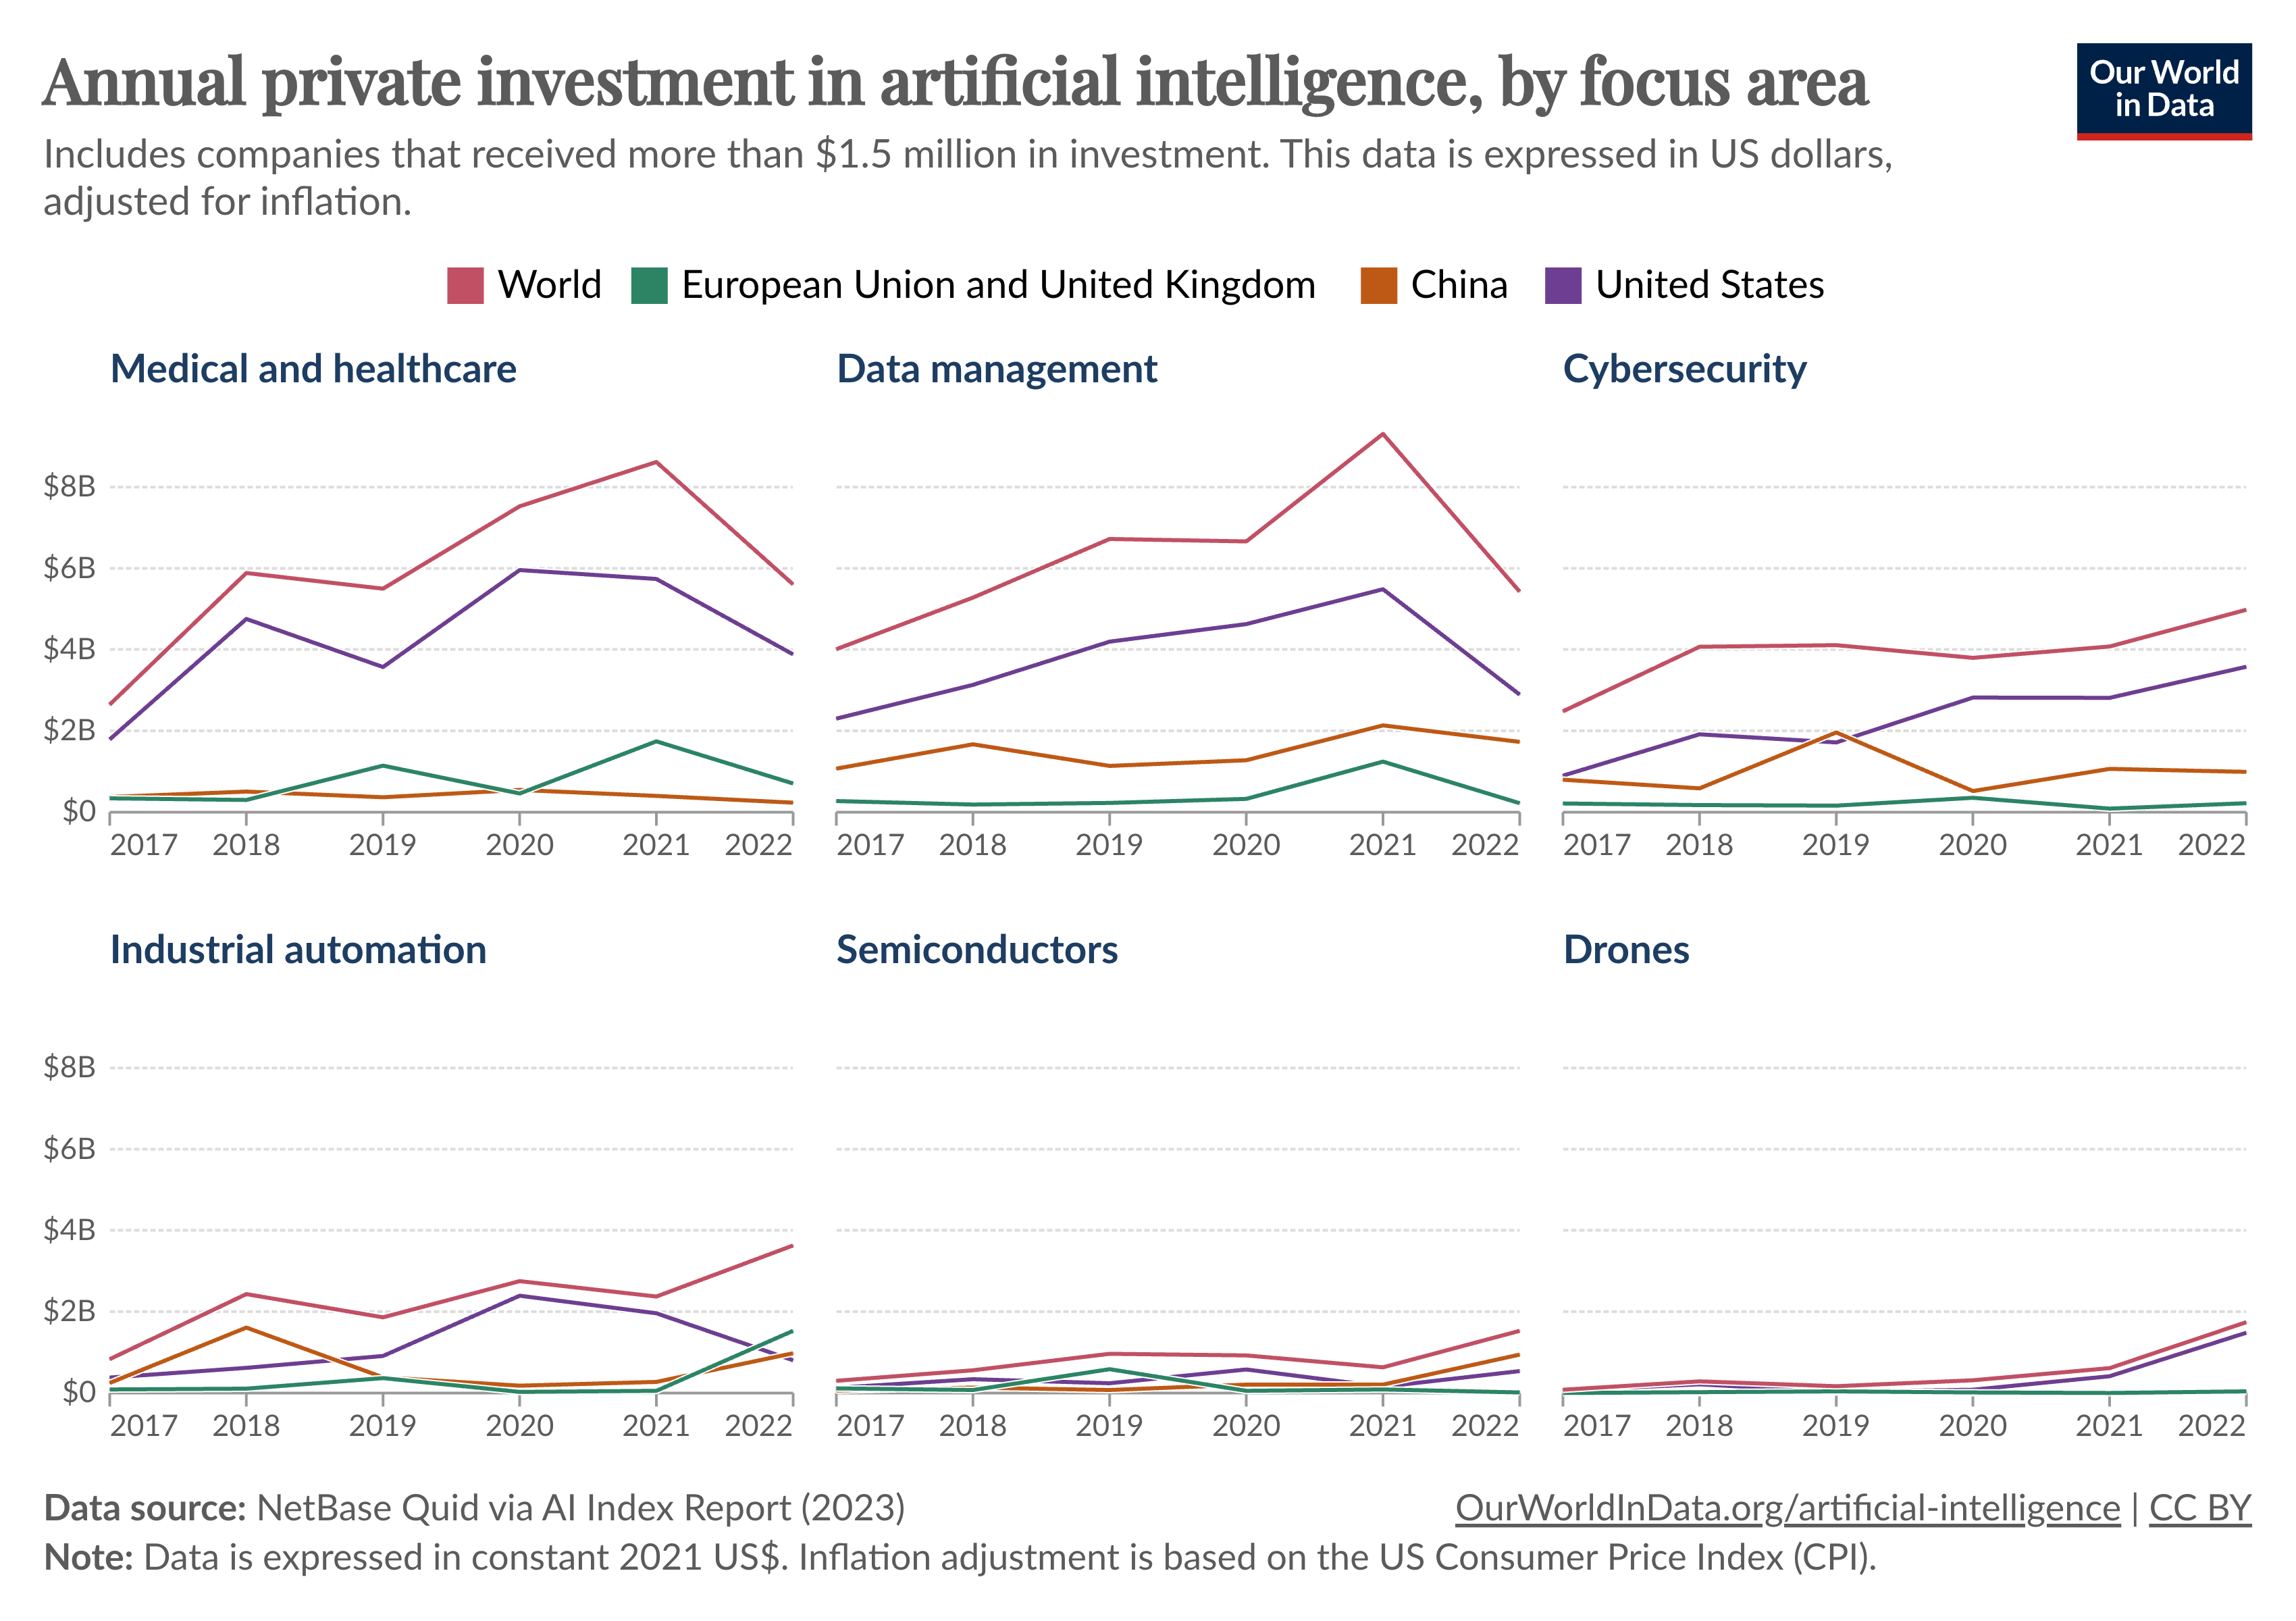 Annual private investment in artificial intelligence, by focus area
Our World
in Data
Includes companies that received more than $1.5 million in investment. This data is expressed in US dollars,
adjusted for inflation.
World European Union and United Kingdom China United States
Medical and healthcare Data management Cybersecurity
$8B
$6B
$4B
$2B
$0
2017 2018 2019 2020 2021 2022 2017 2018 2019 2020 2021 2022 2017 2018 2019 2020 2021 2022
Industrial automation Semiconductors Drones
$8B
$6B
$4B
$2B
$0
2017 2018 2019 2020 2021 2022 2017 2018 2019 2020 2021 2022 2017 2018 2019 2020 2021 2022
Data source: NetBase Quid via AI Index Report (2023) OurWorldInData.org/artificial-intelligence | CC BY
Note: Data is expressed in constant 2021 US$. Inflation adjustment is based on the US Consumer Price Index (CPI).